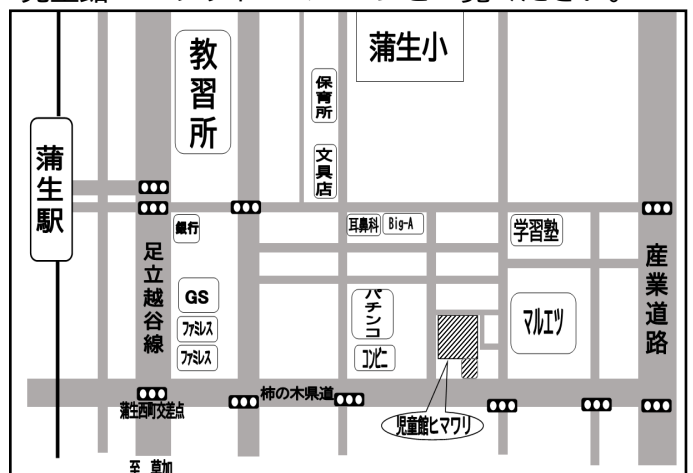 蒲生小
教習所
保育所
文具店
蒲生駅
銀行
耳鼻科
Big-A
学習塾
足立越谷線
産業道路
GS
ファミレス
ファミレス
パチンコ
コンビニ
マルエツ
柿の木県道
蒲生西町交差点
児童館ヒマワリ
至 草加